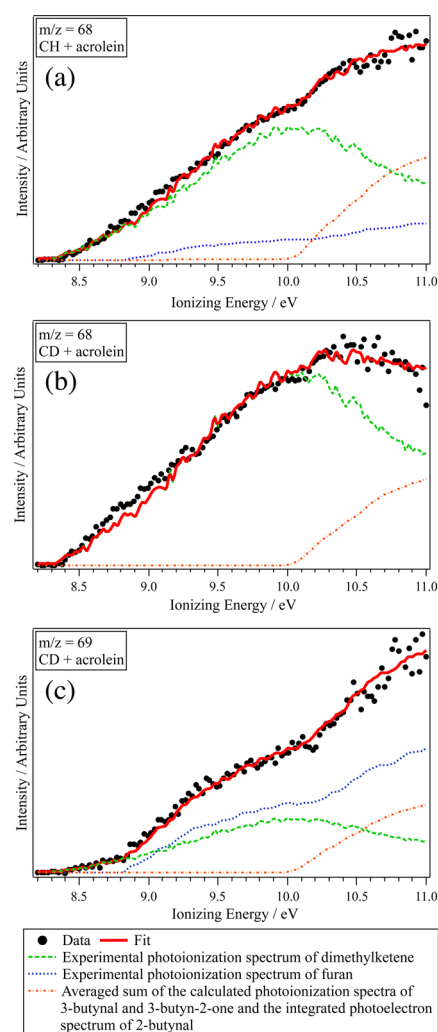 m/z = 68
CH + acrolein
(a)
Intensity / Arbitrary Units
8.5 9.0 9.5 10.0 10.5 11.0
Ionizing Energy / eV
m/z = 68
CD + acrolein
(b)
Intensity / Arbitrary Units
8.5 9.0 9.5 10.0 10.5 11.0
Ionizing Energy / eV
m/z = 69
CD + acrolein
(c)
Intensity / Arbitrary Units
8.5 9.0 9.5 10.0 10.5 11.0
Ionizing Energy / eV
Data Fit
Experimental photoionization spectrum of dimethylketene
Experimental photoionization spectrum of furan
Averaged sum of the calculated photoionization spectra of
3-butynal and 3-butyn-2-one and the integrated photoelectron
spectrum of 2-butynal